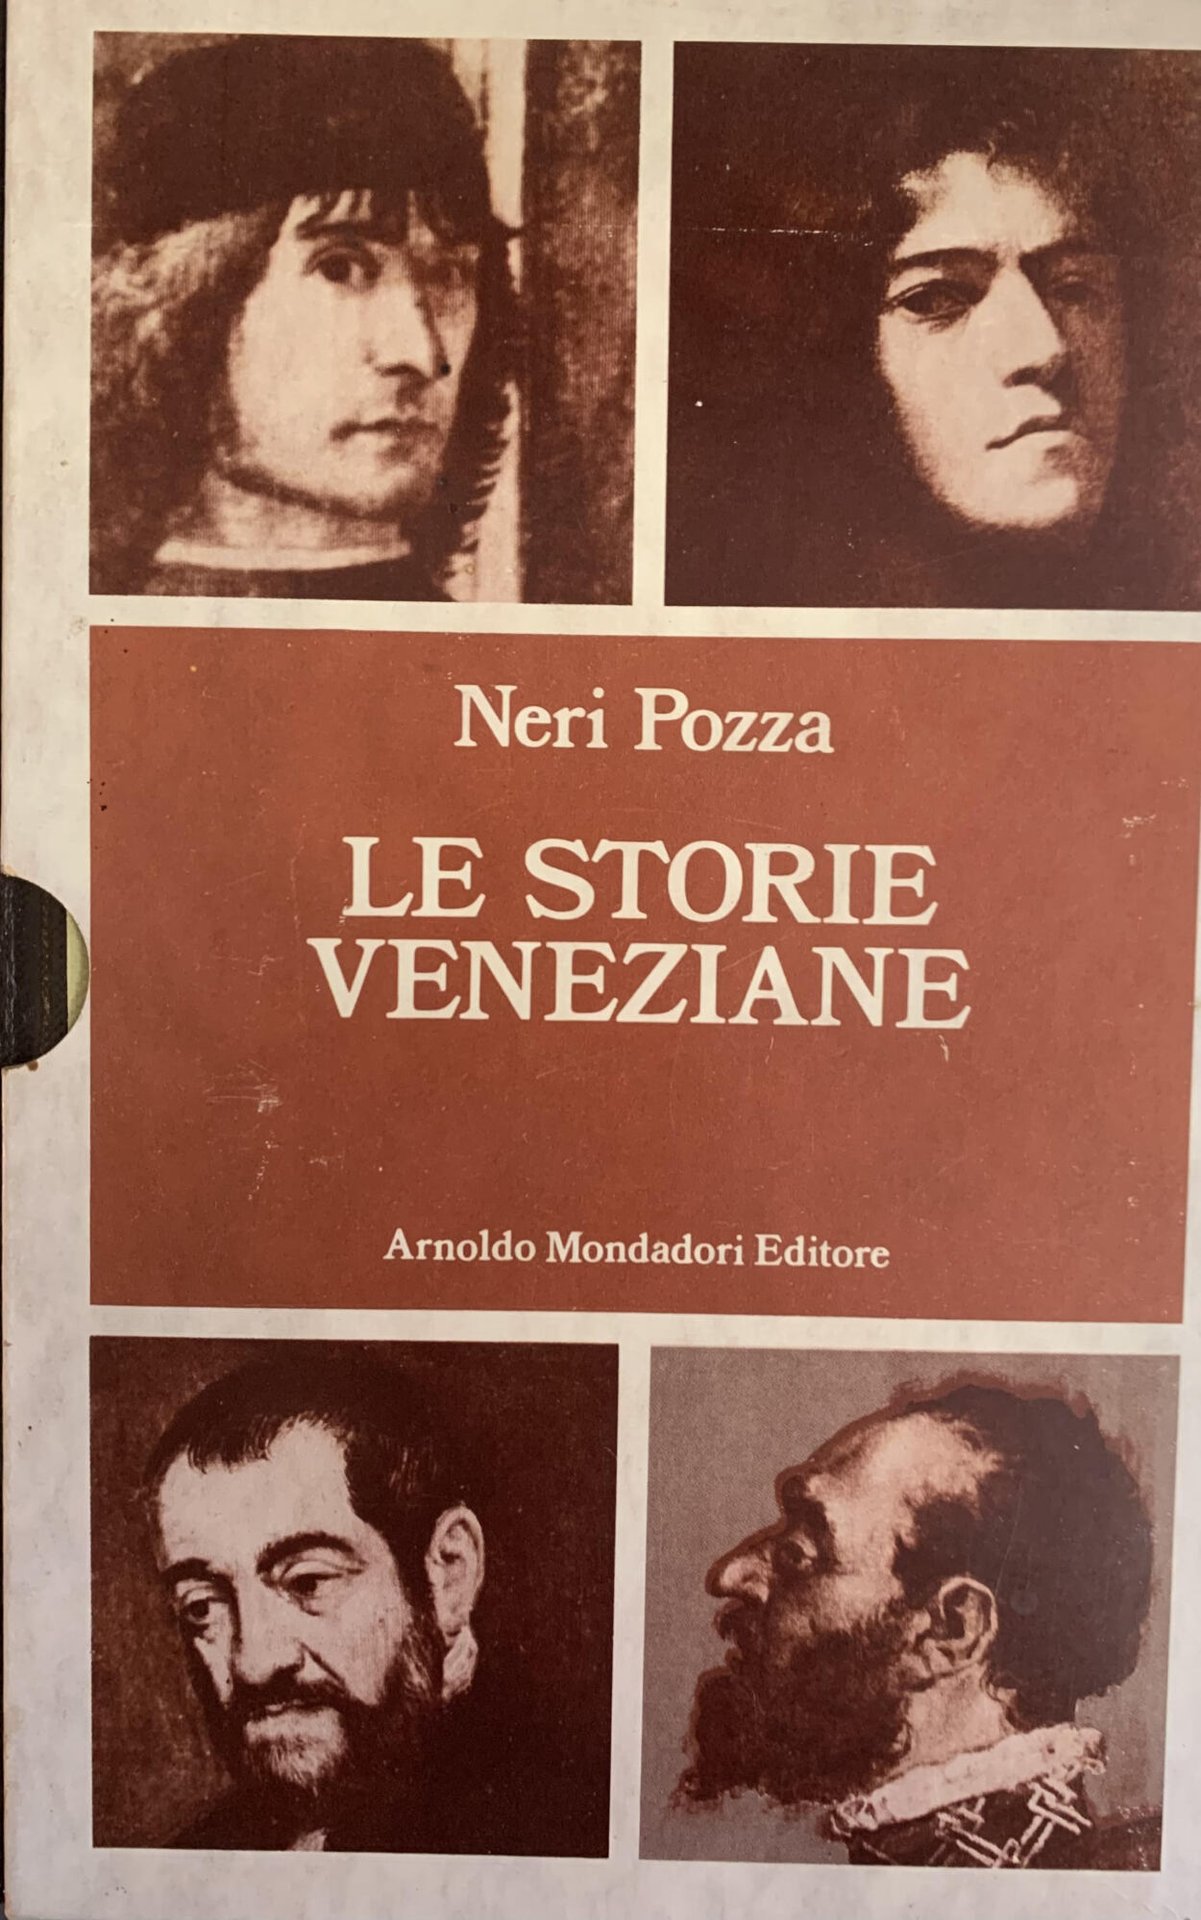 Neri Pozza
LE STORIE
VENEZIANE
Arnoldo Mondadori Editore